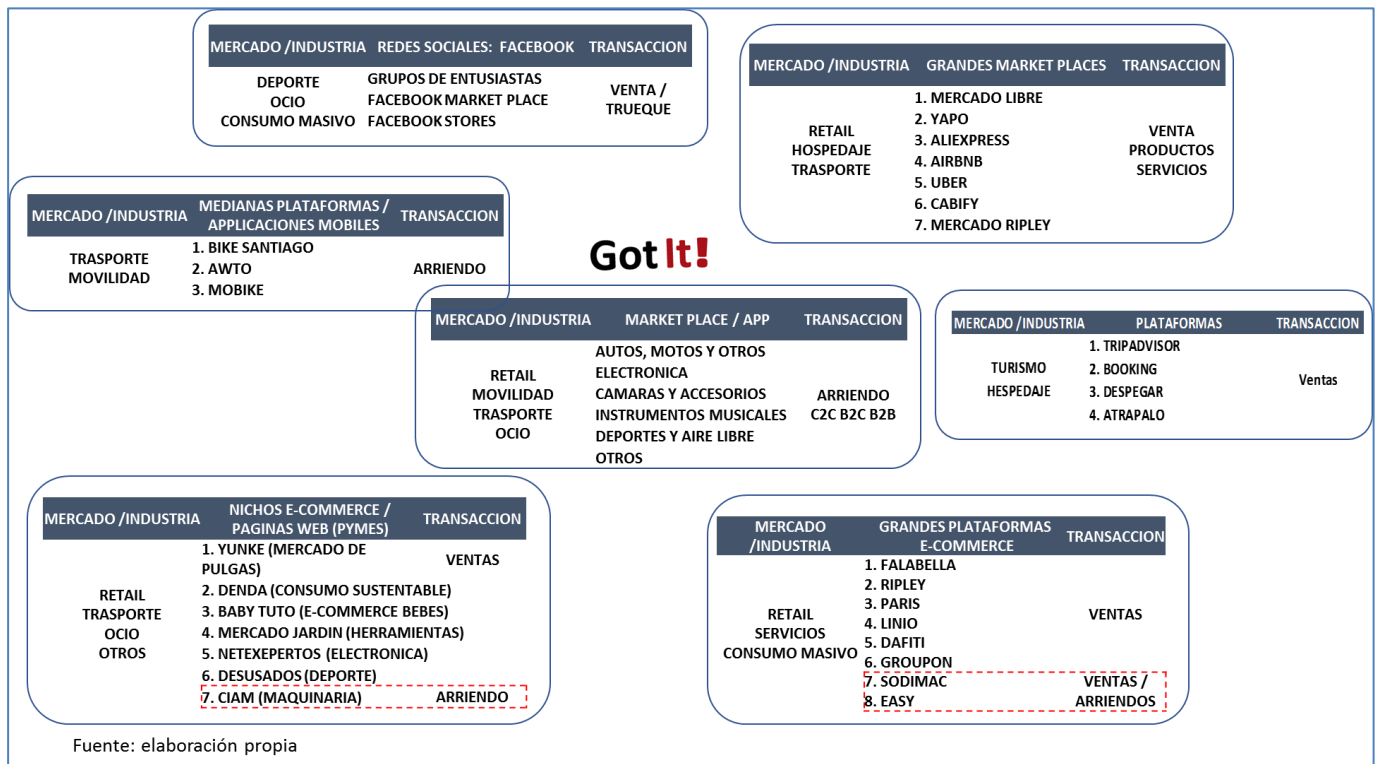 MERCADO /INDUSTRIA REDES SOCIALES: FACEBOOK TRANSACCION
DEPORTE
OCIO
CONSUMO MASIVO
GRUPOS DE ENTUSIASTAS
FACEBOOK MARKET PLACE
FACEBOOK STORES
VENTA /
TRUEQUE
MERCADO /INDUSTRIA GRANDES MARKET PLACES TRANSACCION
RETAIL
HOSPEDAJE
TRASPORTE
1. MERCADO LIBRE
2. YAPO
3. ALIEXPRESS
4. AIRBNB
5. UBER
6. CABIFY
7. MERCADO RIPLEY
VENTA
PRODUCTOS
SERVICIOS
MERCADO /INDUSTRIA
MEDIANAS PLATAFORMAS /
APPLICACIONES MOBILES
TRANSACCION
TRASPORTE
MOVILIDAD
1. BIKE SANTIAGO
2. AWTO
3. MOBIKE
ARRIENDO
Got It!
MERCADO /INDUSTRIA MARKET PLACE / APP TRANSACCION
RETAIL
MOVILIDAD
TRASPORTE
OCIO
AUTOS, MOTOS Y OTROS
ELECTRONICA
CAMARAS Y ACCESORIOS
INSTRUMENTOS MUSICALES
DEPORTES Y AIRE LIBRE
OTROS
ARRIENDO
C2C B2C B2B
MERCADO /INDUSTRIA PLATAFORMAS TRANSACCION
TURISMO
HESPEDAJE
1. TRIPADVISOR
2. BOOKING
3. DESPEGAR
4. ATRAPALO
Ventas
MERCADO /INDUSTRIA
NICHOS E-COMMERCE /
PAGINAS WEB (PYMES)
TRANSACCION
RETAIL
TRASPORTE
OCIO
OTROS
1. YUNKE (MERCADO DE
PULGAS)
2. DENDA (CONSUMO SUSTENTABLE)
3. BABY TUTO (E-COMMERCE BEBES)
4. MERCADO JARDIN (HERRAMIENTAS)
5. NETEXEPERTOS (ELECTRONICA)
6. DESUSADOS (DEPORTE)
7. CIAM (MAQUINARIA)
VENTAS
ARRIENDO
MERCADO
/INDUSTRIA
GRANDES PLATAFORMAS
E-COMMERCE
TRANSACCION
RETAIL
SERVICIOS
CONSUMO MASIVO
1. FALABELLA
2. RIPLEY
3. PARIS
4. LINIO
5. DAFITI
6. GROUPON
7. SODIMAC
8. EASY
VENTAS
VENTAS /
ARRIENDOS
Fuente: elaboración propia